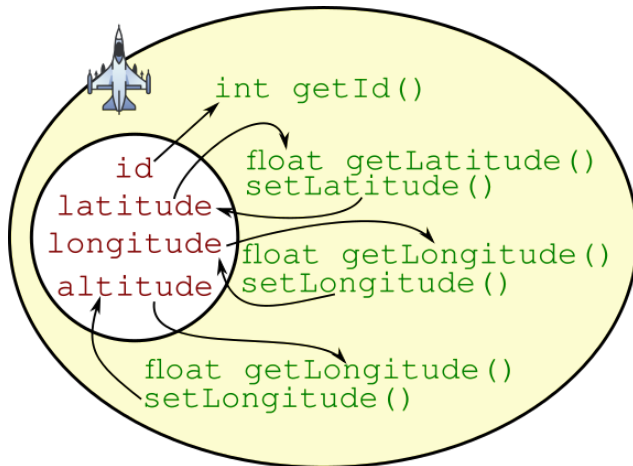 int getId()
id
float getLatitude()
setLatitude()
latitude
longitude
float getLongitude()
setLongitude()
altitude
float getLongitude()
setLongitude()